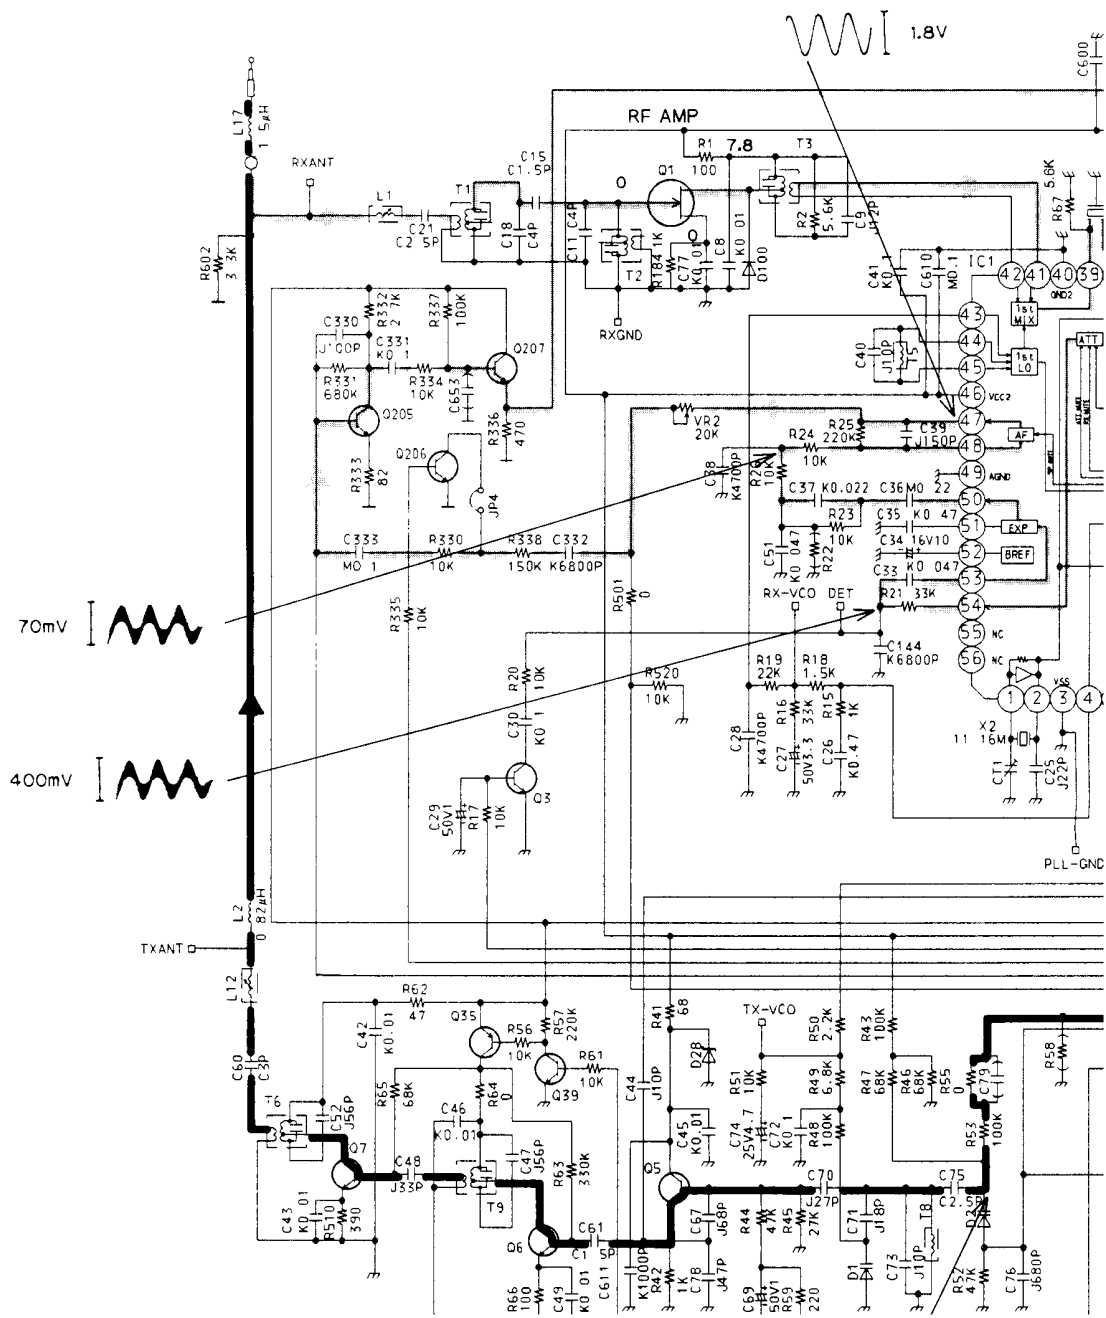 1.8V
C600
L17
1 5μH
RF AMP
RXANT
C15
C1.5P
R1
100
7.8
T3
Q1
0
L1
T1
C21
C2 5P
C18
C4P
C11
C4P
T2
R184
1K
C77
K0.01
0
C8
K0 01
D100
R2
5.6K
C9
J12P
5.6K
R67
R602
3 3K
RXGND
C41
K0 1
C610
M0.1
IC1
42
41
40
39
GND2
43
44
45
46
VCC2
47
48
49
AGND
50
51
52
53
54
55
NC
56
NC
1st
MIX
1st
LO
ATT
AF
EXP
BREF
C40
J10P
T5
R332
2 7K
R337
100K
C330
J100P
C331
K0 1
Q207
R331
680K
R334
10K
C653
Q205
R336
470
Q206
R333
82
JP4
VR2
20K
R25
220K
C39
J150P
R24
10K
C38
K4700P
R26
10K
C37
K0.022
C36
M0 22
R23
10K
C35
K0 47
C34
16V10
C33
K0 047
C51
K0 047
R22
R21
33K
C333
M0 1
R330
10K
R338
150K
C332
K6800P
R501
0
R335
10K
RX-VCO
DET
C144
K6800P
70mV
R20
10K
C30
K0 1
R520
10K
R19
22K
R18
1.5K
R16
33K
R15
1K
C28
K4700P
C27
50V3.3
C26
K0.47
VSS
1
2
3
4
X2
11 16M
CT1
C25
J22P
PLL-GND
400mV
Q3
C29
50V1
R17
10K
L2
0 82μH
TXANT
L12
C60
C3P
R62
47
C42
K0.01
Q35
R56
10K
R57
220K
R61
10K
Q39
R41
68
D28
TX-VCO
R50
2.2K
R43
100K
R51
10K
R49
6.8K
R47
68K
R46
68K
R55
0
C79
R58
C44
J10P
T6
C52
J56P
R65
68K
C46
K0.01
R64
0
C47
J56P
R63
330K
C45
K0.01
C74
25V4.7
C72
K0.1
R48
100K
R53
100K
Q7
C48
J33P
T9
Q5
C70
J27P
C75
C2.5P
C43
K0 01
R510
390
Q6
C61
C1 5P
C67
J68P
R44
47K
R45
27K
C71
J18P
T8
R66
100
C49
K0 01
C611
K1000P
R42
1K
C78
J47P
C69
50V1
R59
220
D1
C73
J10P
R52
47K
C76
J680P